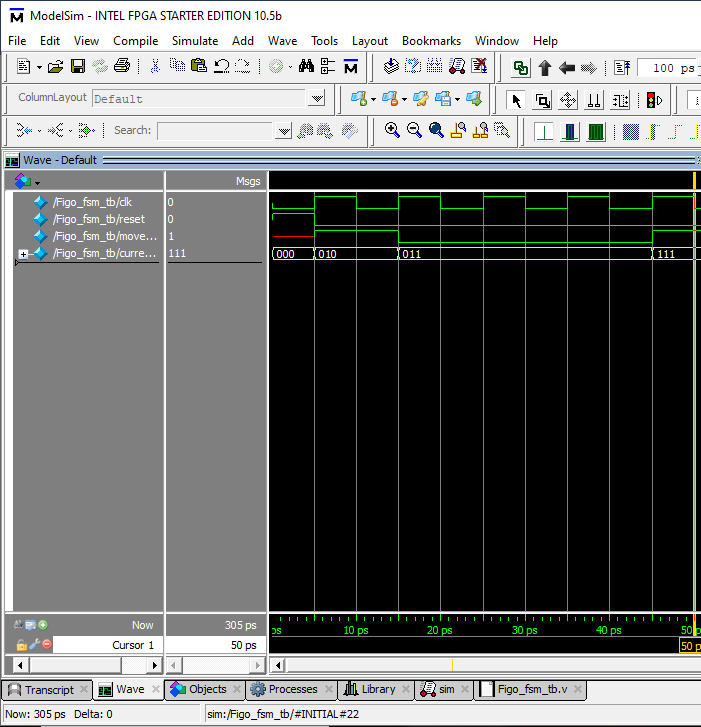 ModelSim - INTEL FPGA STARTER EDITION 10.5b
File Edit View Compile Simulate Add Wave Tools Layout Bookmarks Window Help
100 ps
ColumnLayout Default
Search:
Wave - Default
Msgs
/Figo_fsm_tb/clk 0
/Figo_fsm_tb/reset 0
/Figo_fsm_tb/move... 1
/Figo_fsm_tb/curre... 111 000 010 011 111
Now 305 ps ps 10 ps 20 ps 30 ps 40 ps 50 p
Cursor 1 50 ps 50 p
Transcript Wave Objects Processes Library sim Figo_fsm_tb.v
Now: 305 ps Delta: 0 sim:/Figo_fsm_tb/#INITIAL#22